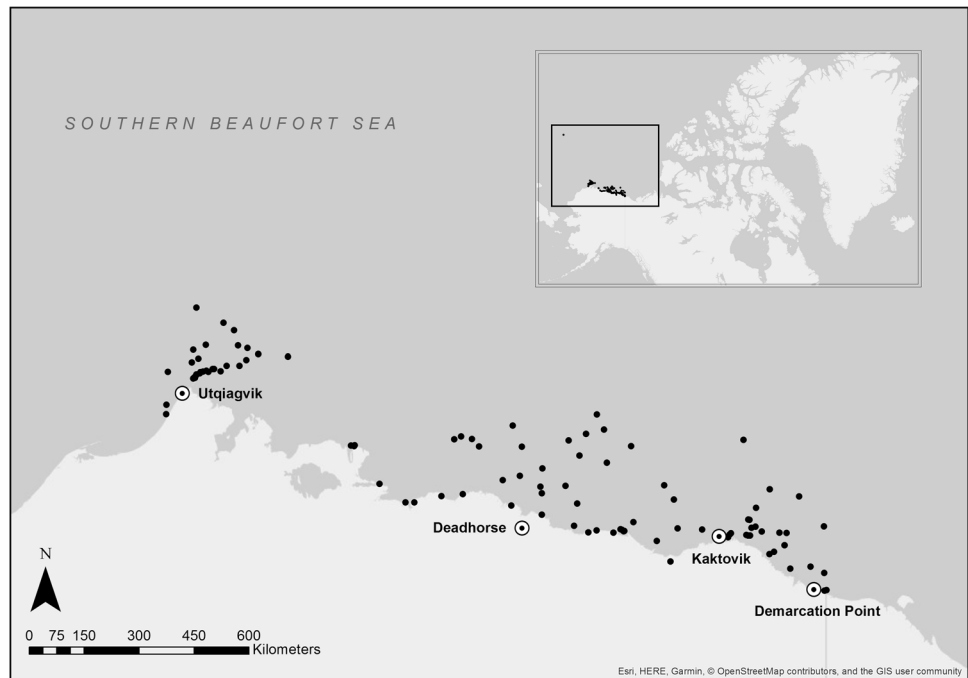 SOUTHERN BEAUFORT SEA
Utqiagvik
Deadhorse
Kaktovik
Demarcation Point
N
0 75 150 300 450 600
Kilometers
Esri, HERE, Garmin, © OpenStreetMap contributors, and the GIS user community